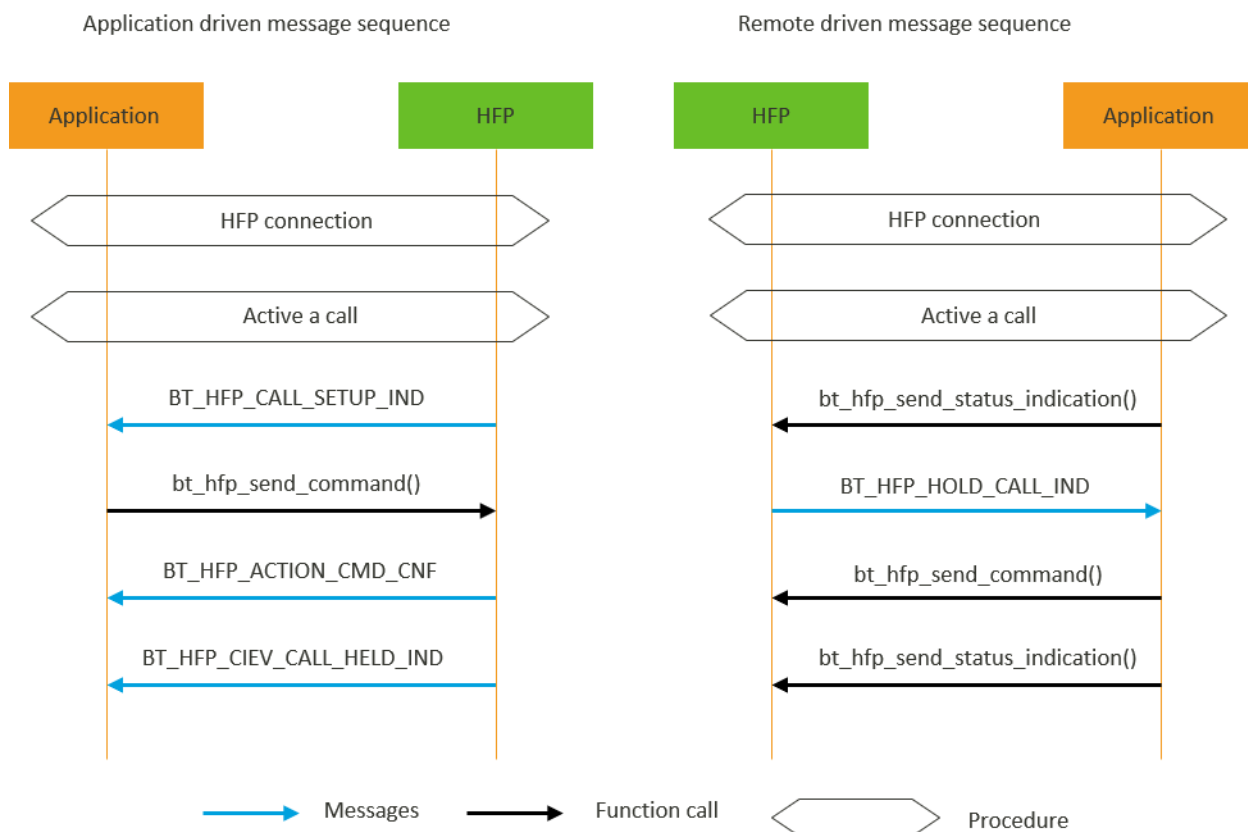 Application driven message sequence
Remote driven message sequence
Application
HFP
HFP
Application
HFP connection
HFP connection
Active a call
Active a call
BT_HFP_CALL_SETUP_IND
bt_hfp_send_status_indication()
bt_hfp_send_command()
BT_HFP_HOLD_CALL_IND
BT_HFP_ACTION_CMD_CNF
bt_hfp_send_command()
BT_HFP_CIEV_CALL_HELD_IND
bt_hfp_send_status_indication()
Messages
Function call
Procedure